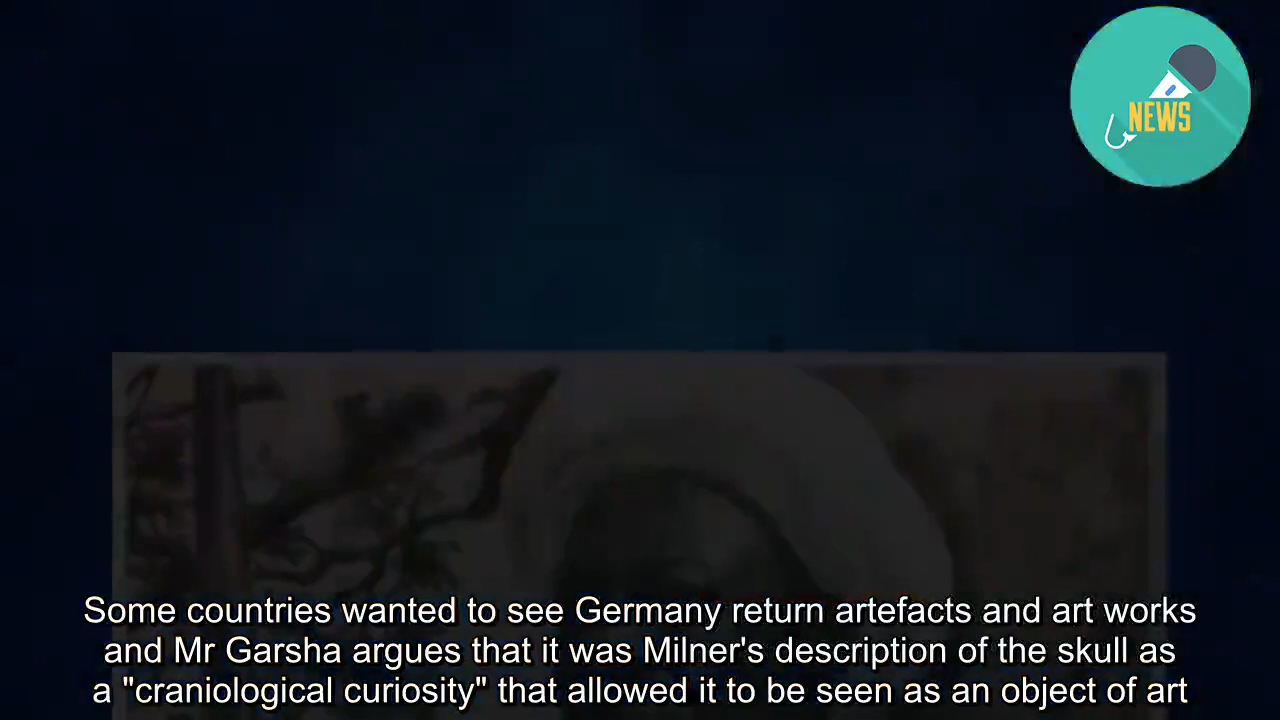 NEWS
Some countries wanted to see Germany return artefacts and art works
and Mr Garsha argues that it was Milner's description of the skull as
a "craniological curiosity" that allowed it to be seen as an object of art